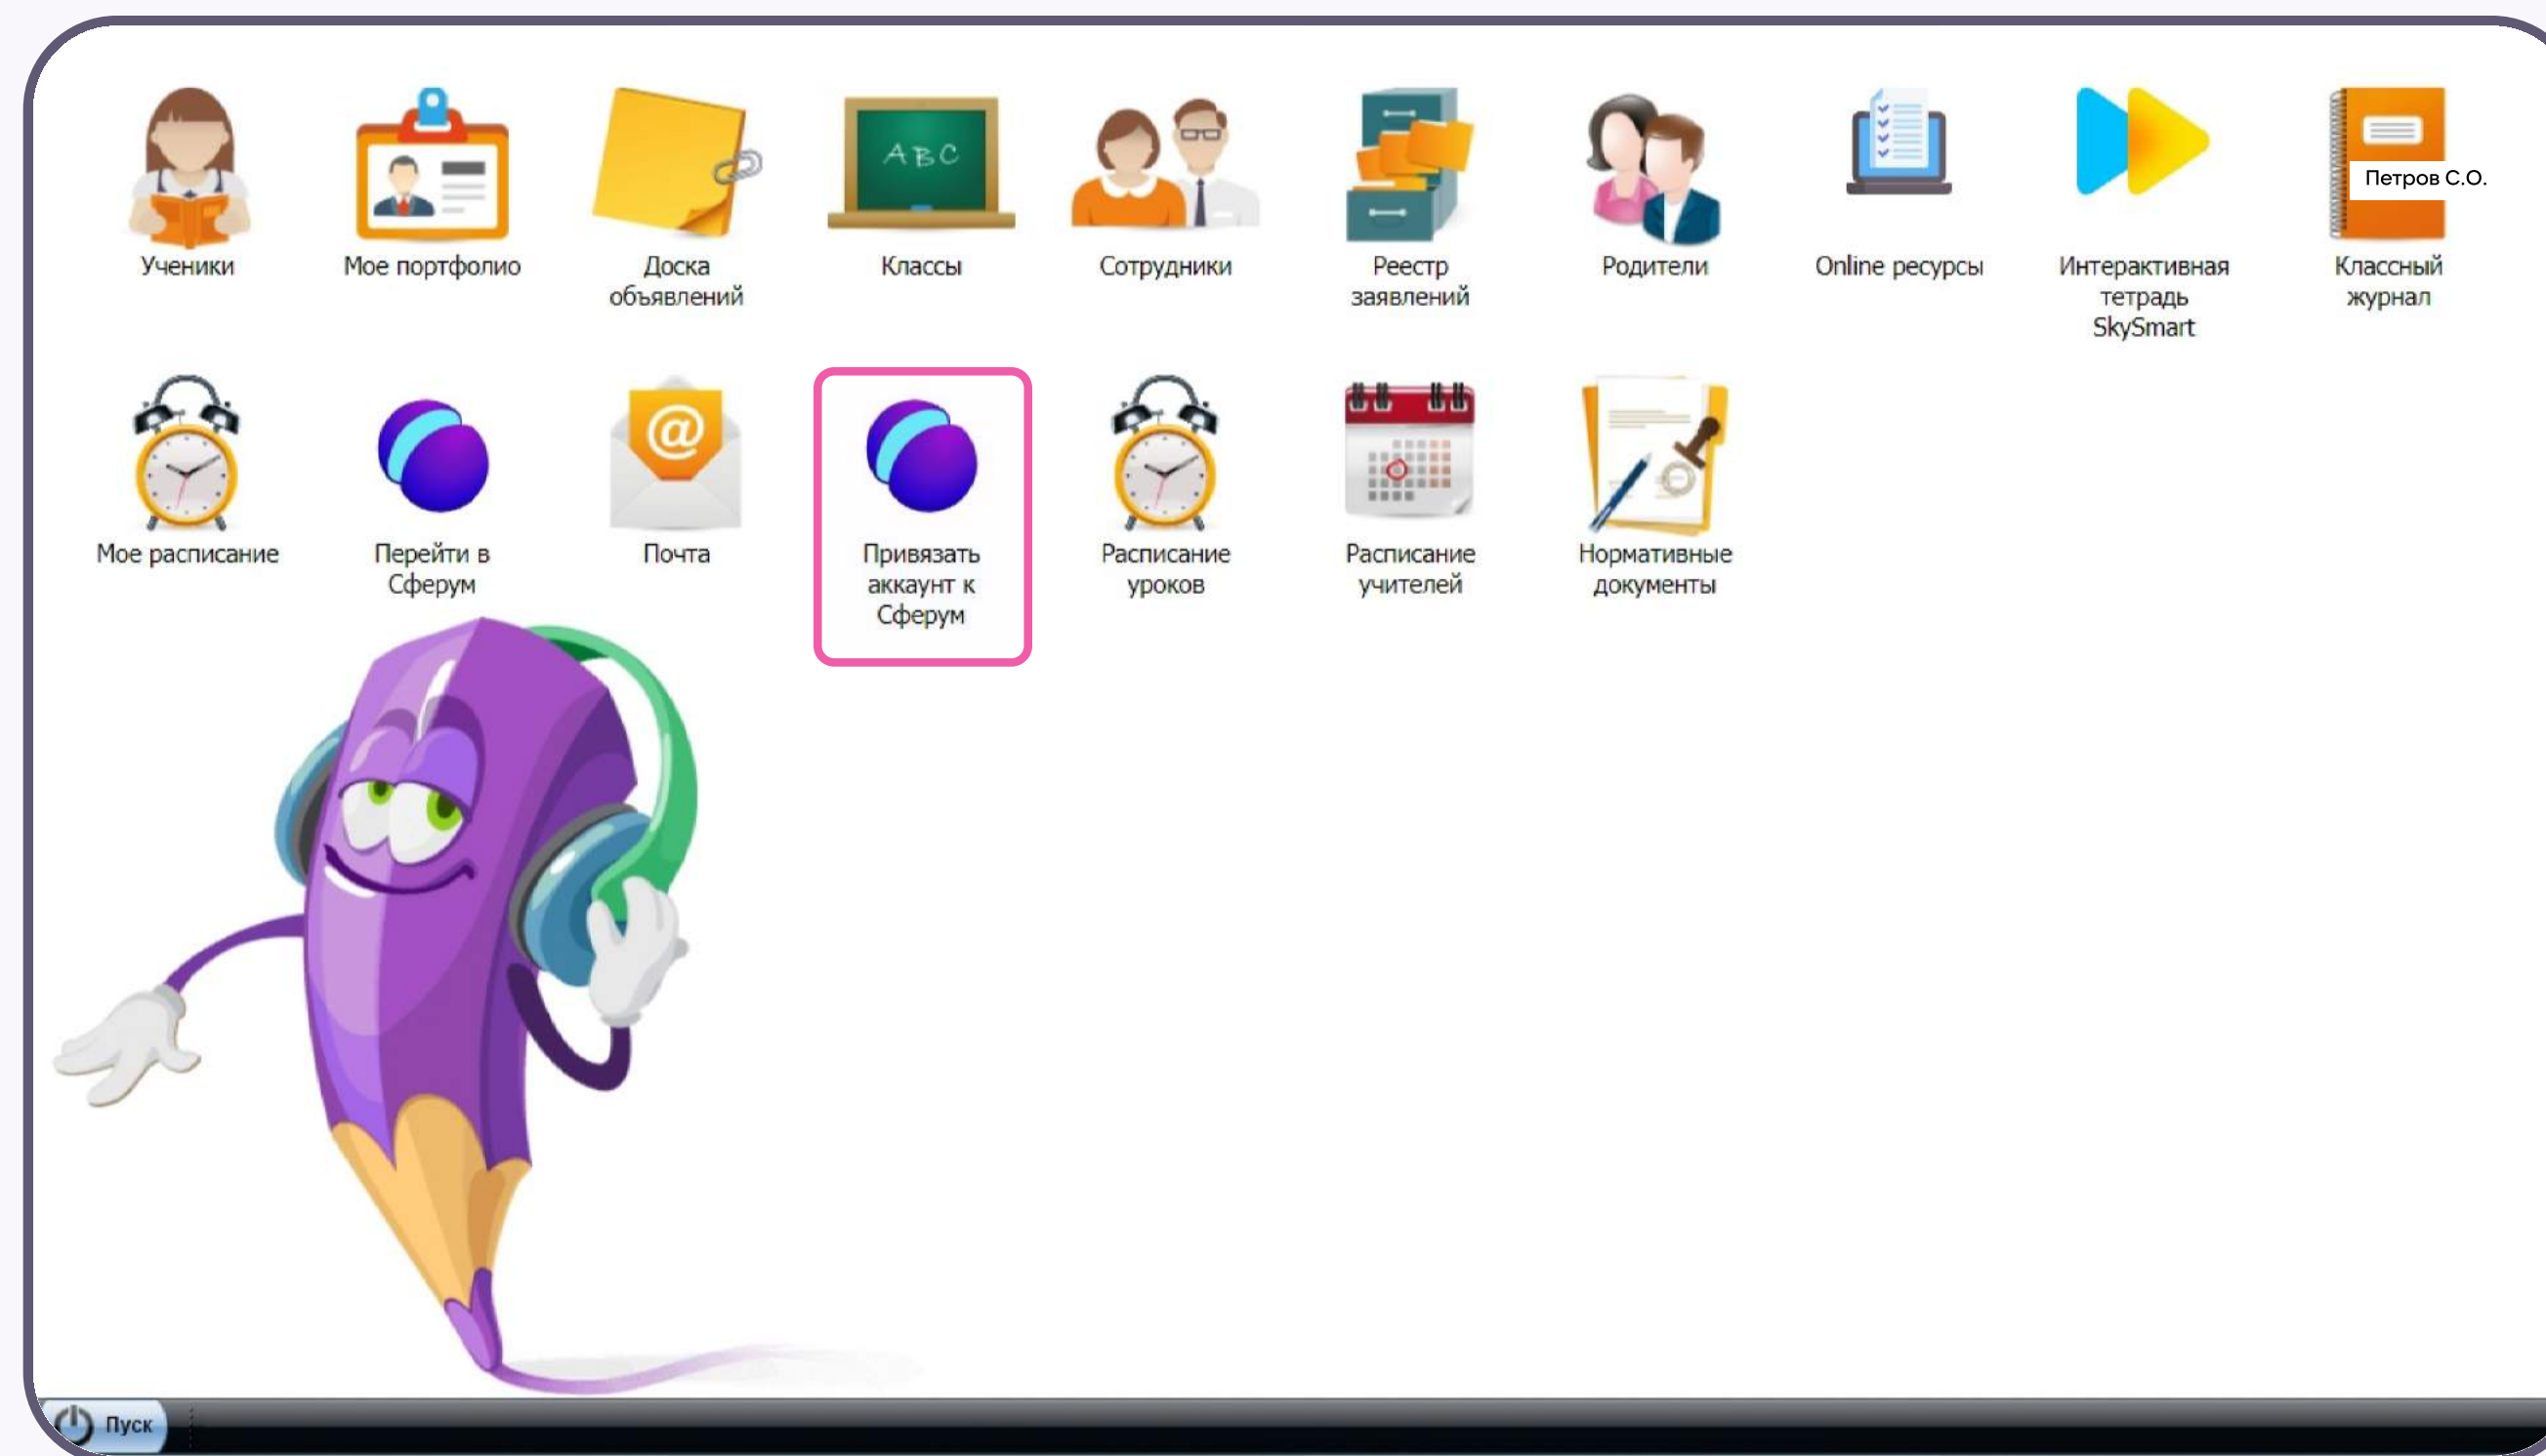 ABC
Петров С.О.
Ученики
Мое портфолио
Доска
объявлений
Классы
Сотрудники
Реестр
заявлений
Родители
Online ресурсы
Интерактивная
тетрадь
SkySmart
Классный
журнал
@
Мое расписание
Перейти в
Сферум
Почта
Привязать
аккаунт к
Сферум
Расписание
уроков
Расписание
учителей
Нормативные
документы
Пуск